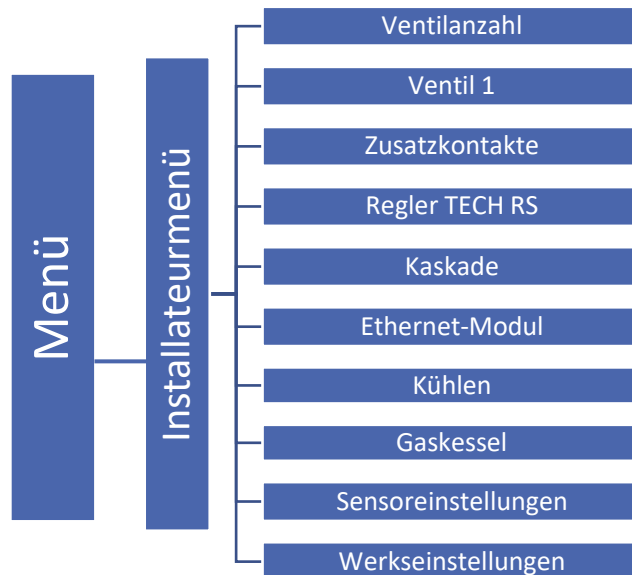 Menü
Installateurmenü
Ventilanzahl
Ventil 1
Zusatzkontakte
Regler TECH RS
Kaskade
Ethernet-Modul
Kühlen
Gaskessel
Sensoreinstellungen
Werkseinstellungen